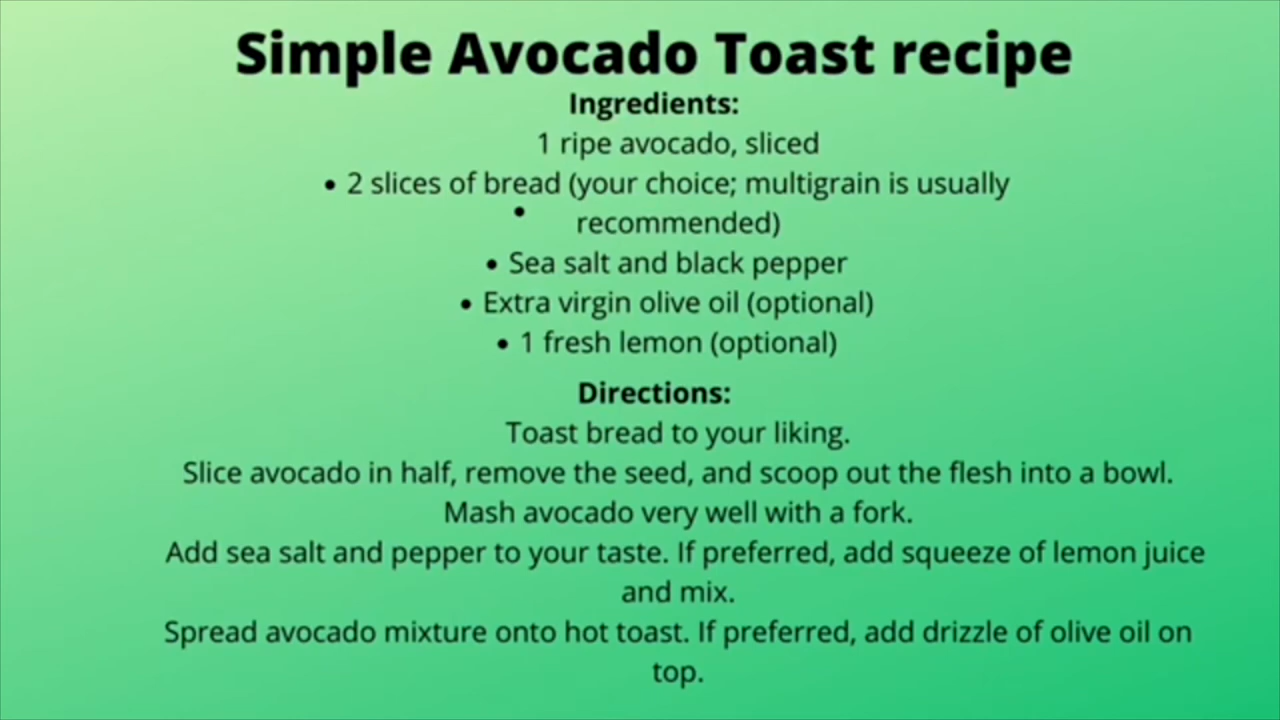 Simple Avocado Toast recipe
Ingredients:
1 ripe avocado, sliced
• 2 slices of bread (your choice; multigrain is usually
• recommended)
• Sea salt and black pepper
• Extra virgin olive oil (optional)
• 1 fresh lemon (optional)
Directions:
Toast bread to your liking.
Slice avocado in half, remove the seed, and scoop out the flesh into a bowl.
Mash avocado very well with a fork.
Add sea salt and pepper to your taste. If preferred, add squeeze of lemon juice
and mix.
Spread avocado mixture onto hot toast. If preferred, add drizzle of olive oil on
top.